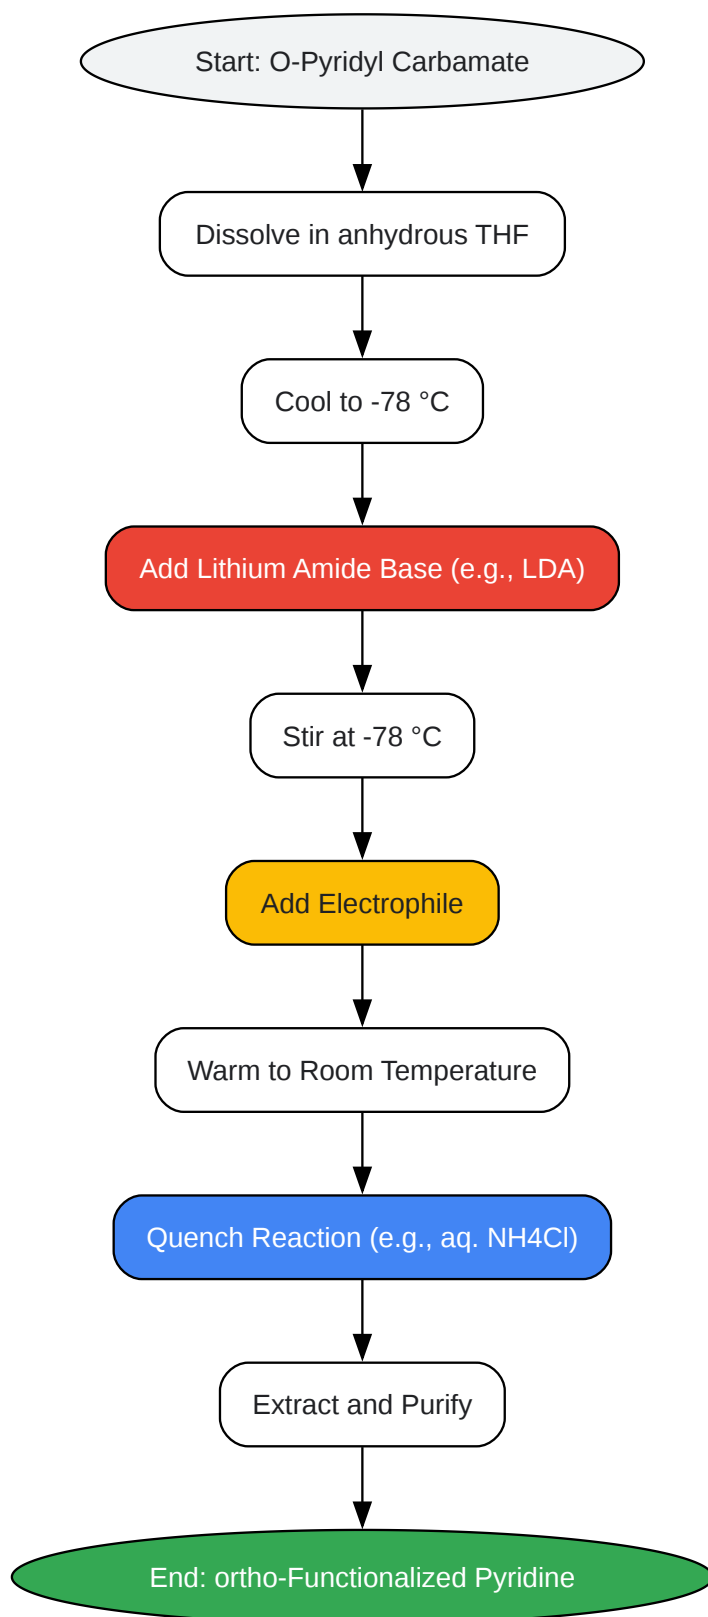 Start: O-Pyridyl Carbamate
Dissolve in anhydrous THF
Cool to -78 °C
Add Lithium Amide Base (e.g., LDA)
Stir at -78 °C
Add Electrophile
Warm to Room Temperature
Quench Reaction (e.g., aq. NH4Cl)
Extract and Purify
End: ortho-Functionalized Pyridine